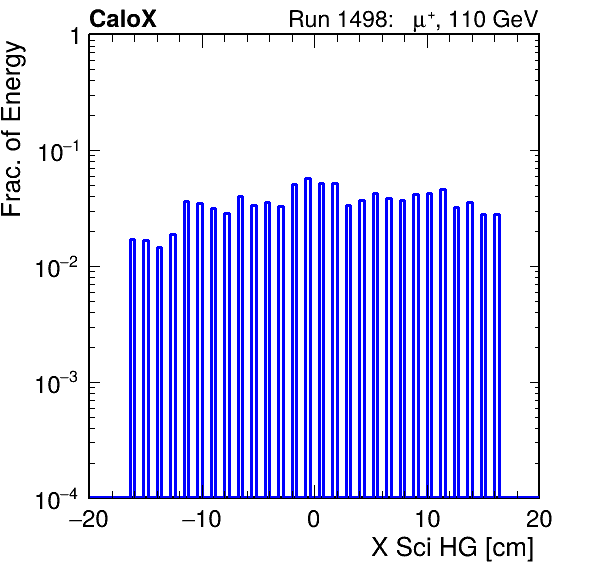 CaloX Run 1498: μ⁺, 110 GeV
Frac. of Energy
1
10⁻¹
10⁻²
10⁻³
10⁻⁴
−20 −10 0 10 20
X Sci HG [cm]